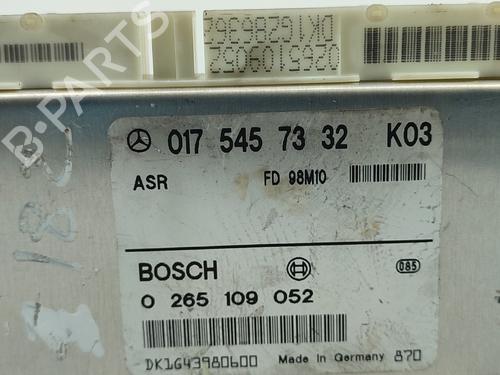 DK16286367
0265109052
017 545 73 32 K03
ASR FD 98M10
BOSCH 085
0 265 109 052
DK1G43980600 Made in Germany 870
B-PARTS